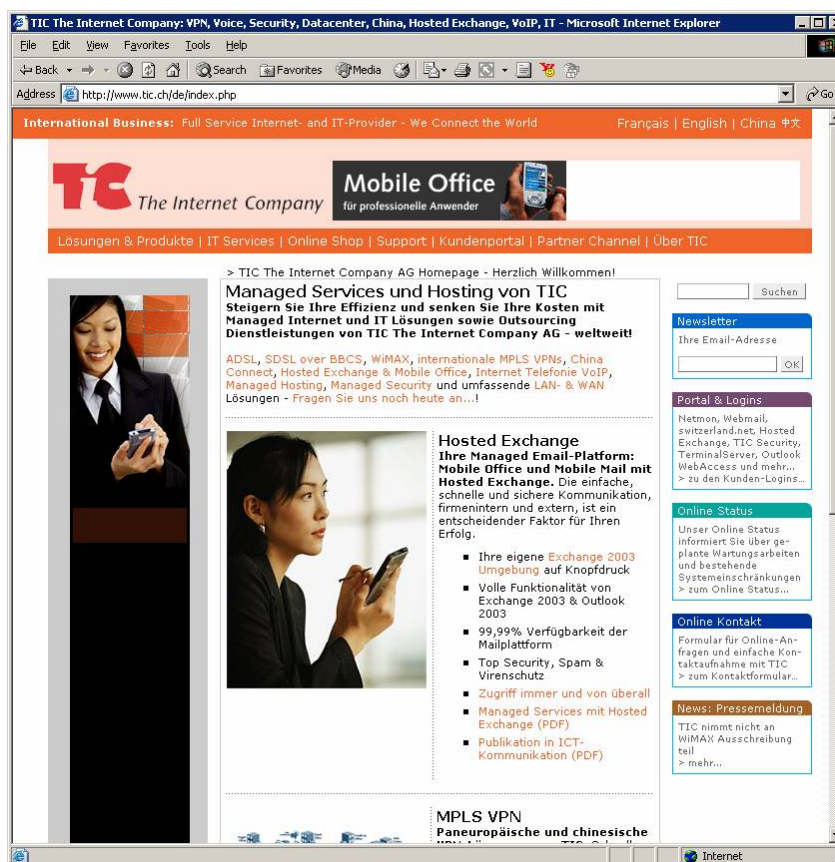 TIC The Internet Company: VPN, Voice, Security, Datacenter, China, Hosted Exchange, VoIP, IT - Microsoft Internet Explorer
File Edit View Favorites Tools Help
Back Search Favorites Media
Address http://www.tic.ch/de/index.php Go
International Business: Full Service Internet- and IT-Provider - We Connect the World Français | English | China 中文
TiC The Internet Company
Mobile Office
für professionelle Anwender
Lösungen & Produkte | IT Services | Online Shop | Support | Kundenportal | Partner Channel | Über TIC
> TIC The Internet Company AG Homepage - Herzlich Willkommen!
Managed Services und Hosting von TIC
Steigern Sie Ihre Effizienz und senken Sie Ihre Kosten mit
Managed Internet und IT Lösungen sowie Outsourcing
Dienstleistungen von TIC The Internet Company AG - weltweit!
ADSL, SDSL over BBCS, WiMAX, internationale MPLS VPNs, China
Connect, Hosted Exchange & Mobile Office, Internet Telefonie VoIP,
Managed Hosting, Managed Security und umfassende LAN- & WAN
Lösungen - Fragen Sie uns noch heute an...!
Hosted Exchange
Ihre Managed Email-Platform:
Mobile Office und Mobile Mail mit
Hosted Exchange. Die einfache,
schnelle und sichere Kommunikation,
firmenintern und extern, ist ein
entscheidender Faktor für Ihren
Erfolg.
Ihre eigene Exchange 2003
Umgebung auf Knopfdruck
Volle Funktionalität von
Exchange 2003 & Outlook
2003
99,99% Verfügbarkeit der
Mailplattform
Top Security, Spam &
Virenschutz
Zugriff immer und von überall
Managed Services mit Hosted
Exchange (PDF)
Publikation in ICT-
Kommunikation (PDF)
MPLS VPN
Paneuropäische und chinesische
Suchen
Newsletter
Ihre Email-Adresse
OK
Portal & Logins
Netmon, Webmail,
switzerland.net, Hosted
Exchange, TIC Security,
TerminalServer, Outlook
WebAccess und mehr...
> zu den Kunden-Logins...
Online Status
Unser Online Status
informiert Sie über ge-
plante Wartungsarbeiten
und bestehende
Systemeinschränkungen
> zum Online Status...
Online Kontakt
Formular für Online-An-
fragen und einfache Kon-
taktaufnahme mit TIC
> zum Kontaktformular...
News: Pressemeldung
TIC nimmt nicht an
WiMAX Ausschreibung
teil
> mehr...
Internet